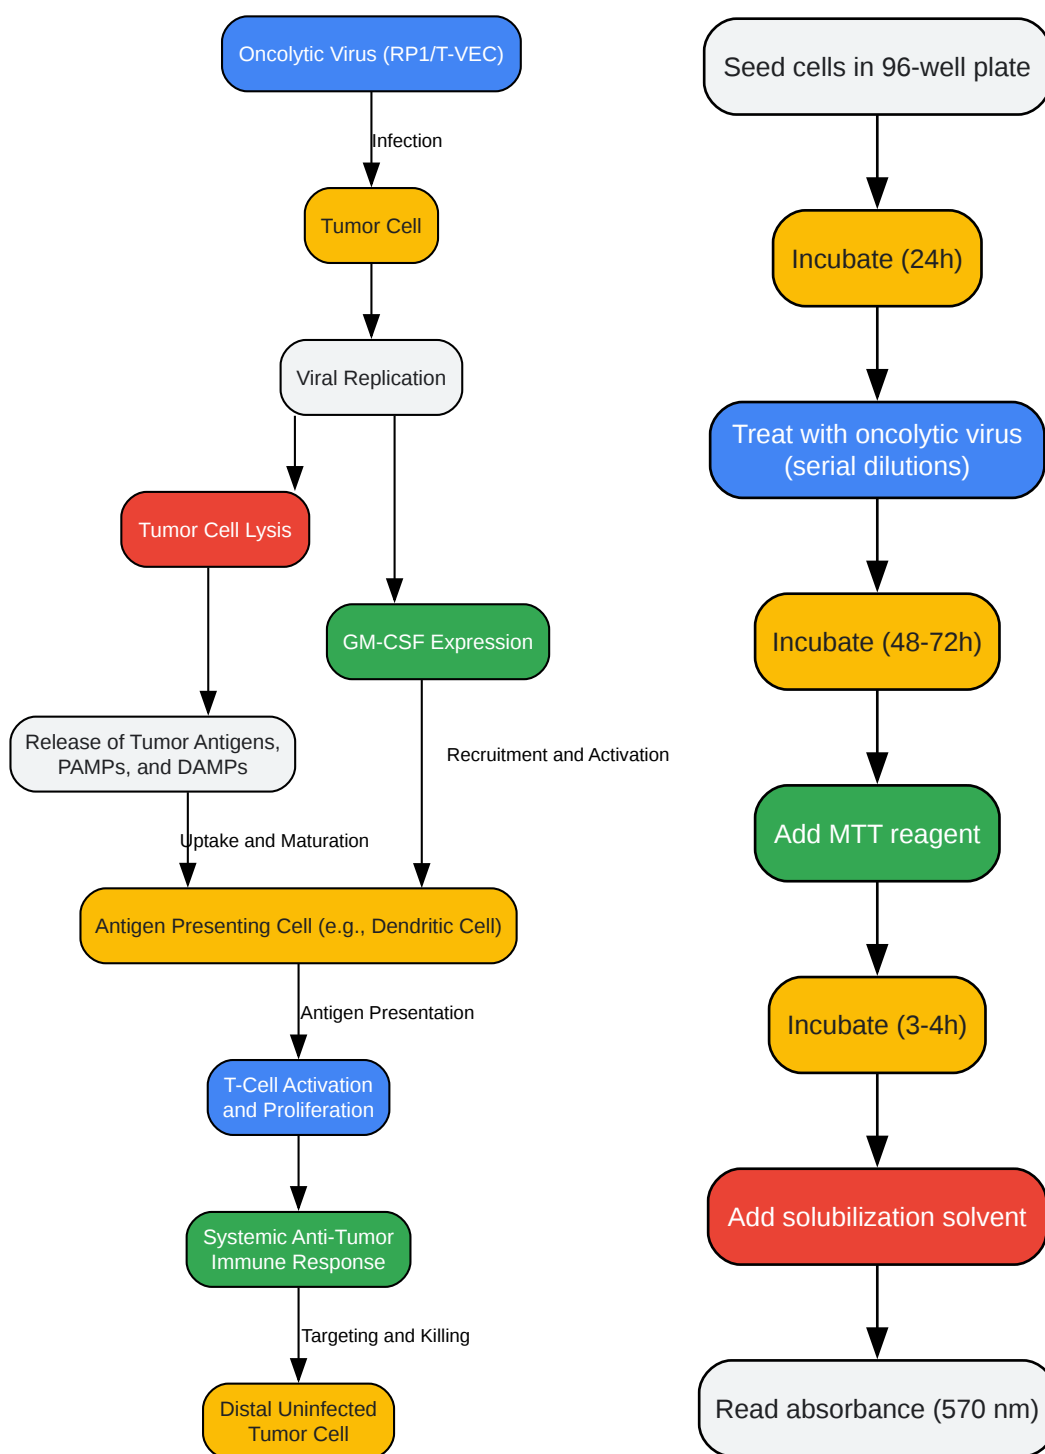 Oncolytic Virus (RP1/T-VEC)
Infection
Tumor Cell
Viral Replication
Tumor Cell Lysis
GM-CSF Expression
Release of Tumor Antigens,
PAMPs, and DAMPs
Recruitment and Activation
Uptake and Maturation
Antigen Presenting Cell (e.g., Dendritic Cell)
Antigen Presentation
T-Cell Activation
and Proliferation
Systemic Anti-Tumor
Immune Response
Targeting and Killing
Distal Uninfected
Tumor Cell
Seed cells in 96-well plate
Incubate (24h)
Treat with oncolytic virus
(serial dilutions)
Incubate (48-72h)
Add MTT reagent
Incubate (3-4h)
Add solubilization solvent
Read absorbance (570 nm)